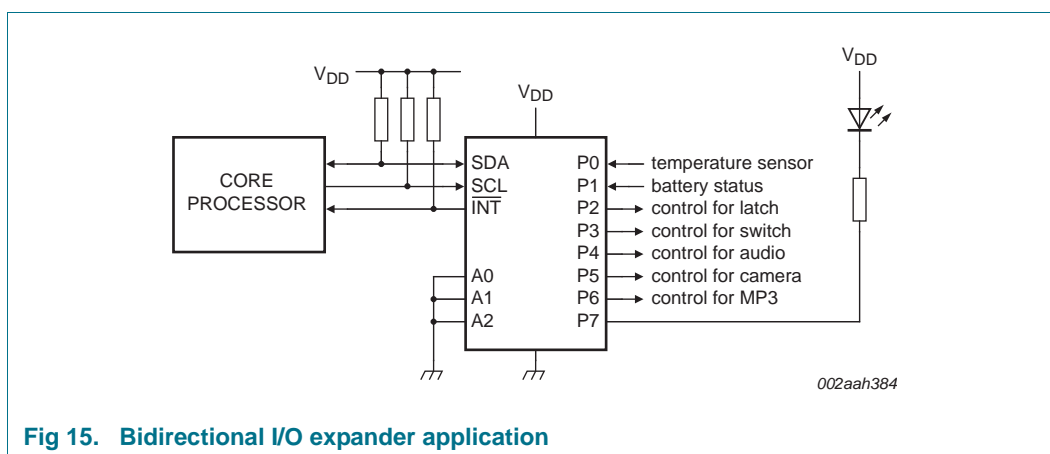 VDD
VDD
VDD
CORE
PROCESSOR
SDA
SCL
INT
A0
A1
A2
P0
P1
P2
P3
P4
P5
P6
P7
temperature sensor
battery status
control for latch
control for switch
control for audio
control for camera
control for MP3
002aah384
Fig 15. Bidirectional I/O expander application